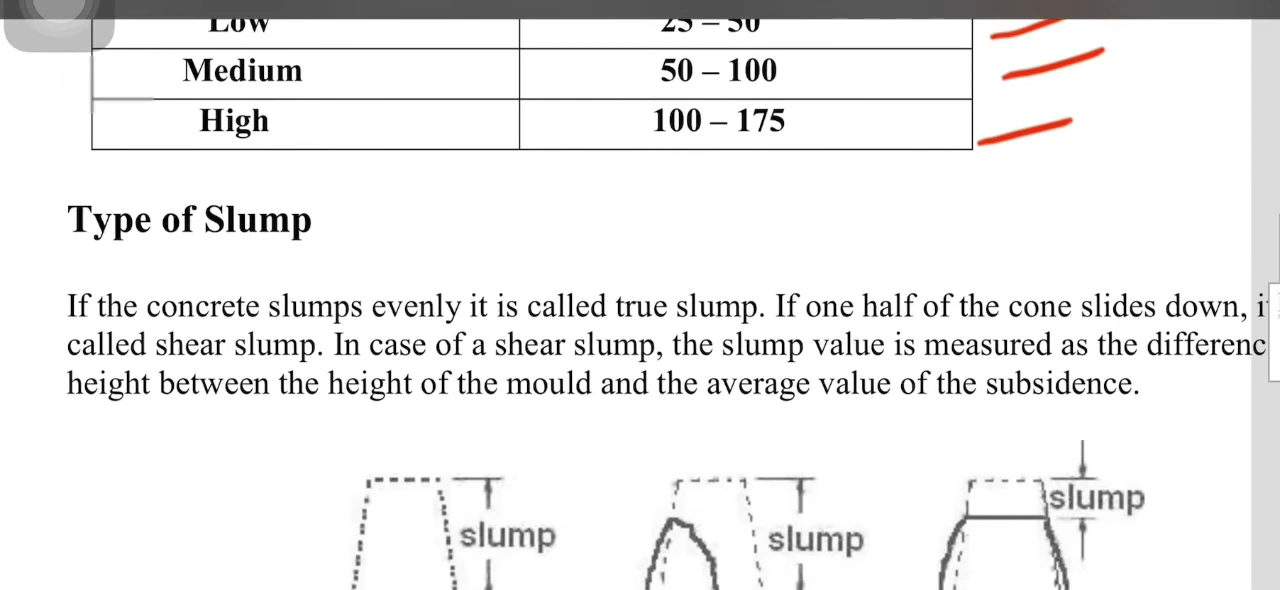 Low 25 – 50
Medium 50 – 100
High 100 – 175
Type of Slump
If the concrete slumps evenly it is called true slump. If one half of the cone slides down,
called shear slump. In case of a shear slump, the slump value is measured as the differenc
height between the height of the mould and the average value of the subsidence.
slump slump slump